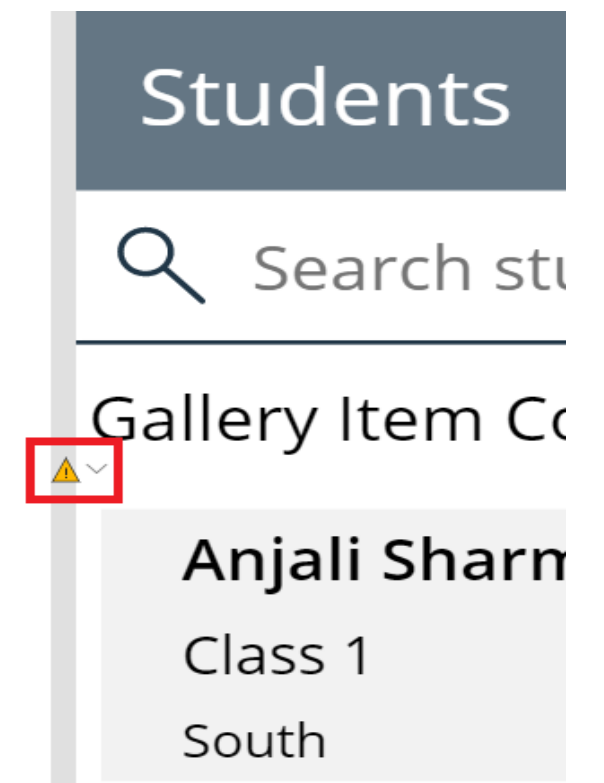 Students
Search stu
Gallery Item Co
Anjali Sharm
Class 1
South